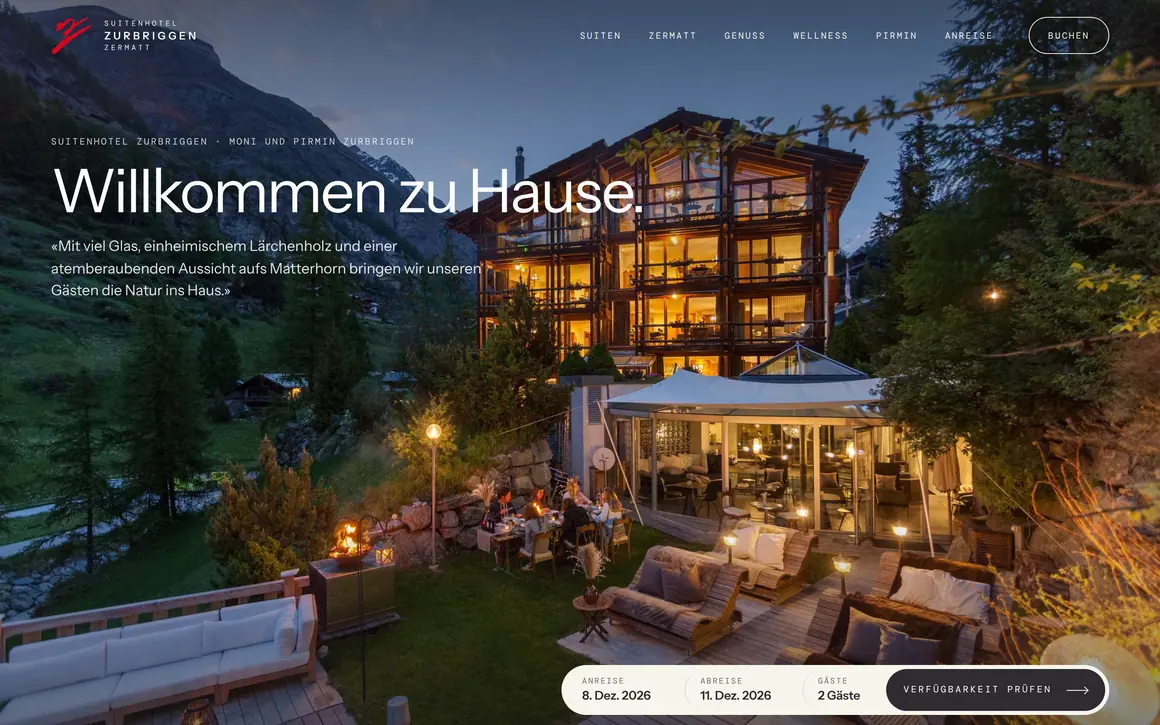 SUITENHOTEL
ZURBRIGGEN
ZERMATT
SUITEN ZERMATT GENUSS WELLNESS PIRMIN ANREISE BUCHEN
SUITENHOTEL ZURBRIGGEN · MONI UND PIRMIN ZURBRIGGEN
Willkommen zu Hause.
«Mit viel Glas, einheimischem Lärchenholz und einer
atemberaubenden Aussicht aufs Matterhorn bringen wir unseren
Gästen die Natur ins Haus.»
ANREISE ABREISE GÄSTE
8. Dez. 2026 11. Dez. 2026 2 Gäste
VERFÜGBARKEIT PRÜFEN